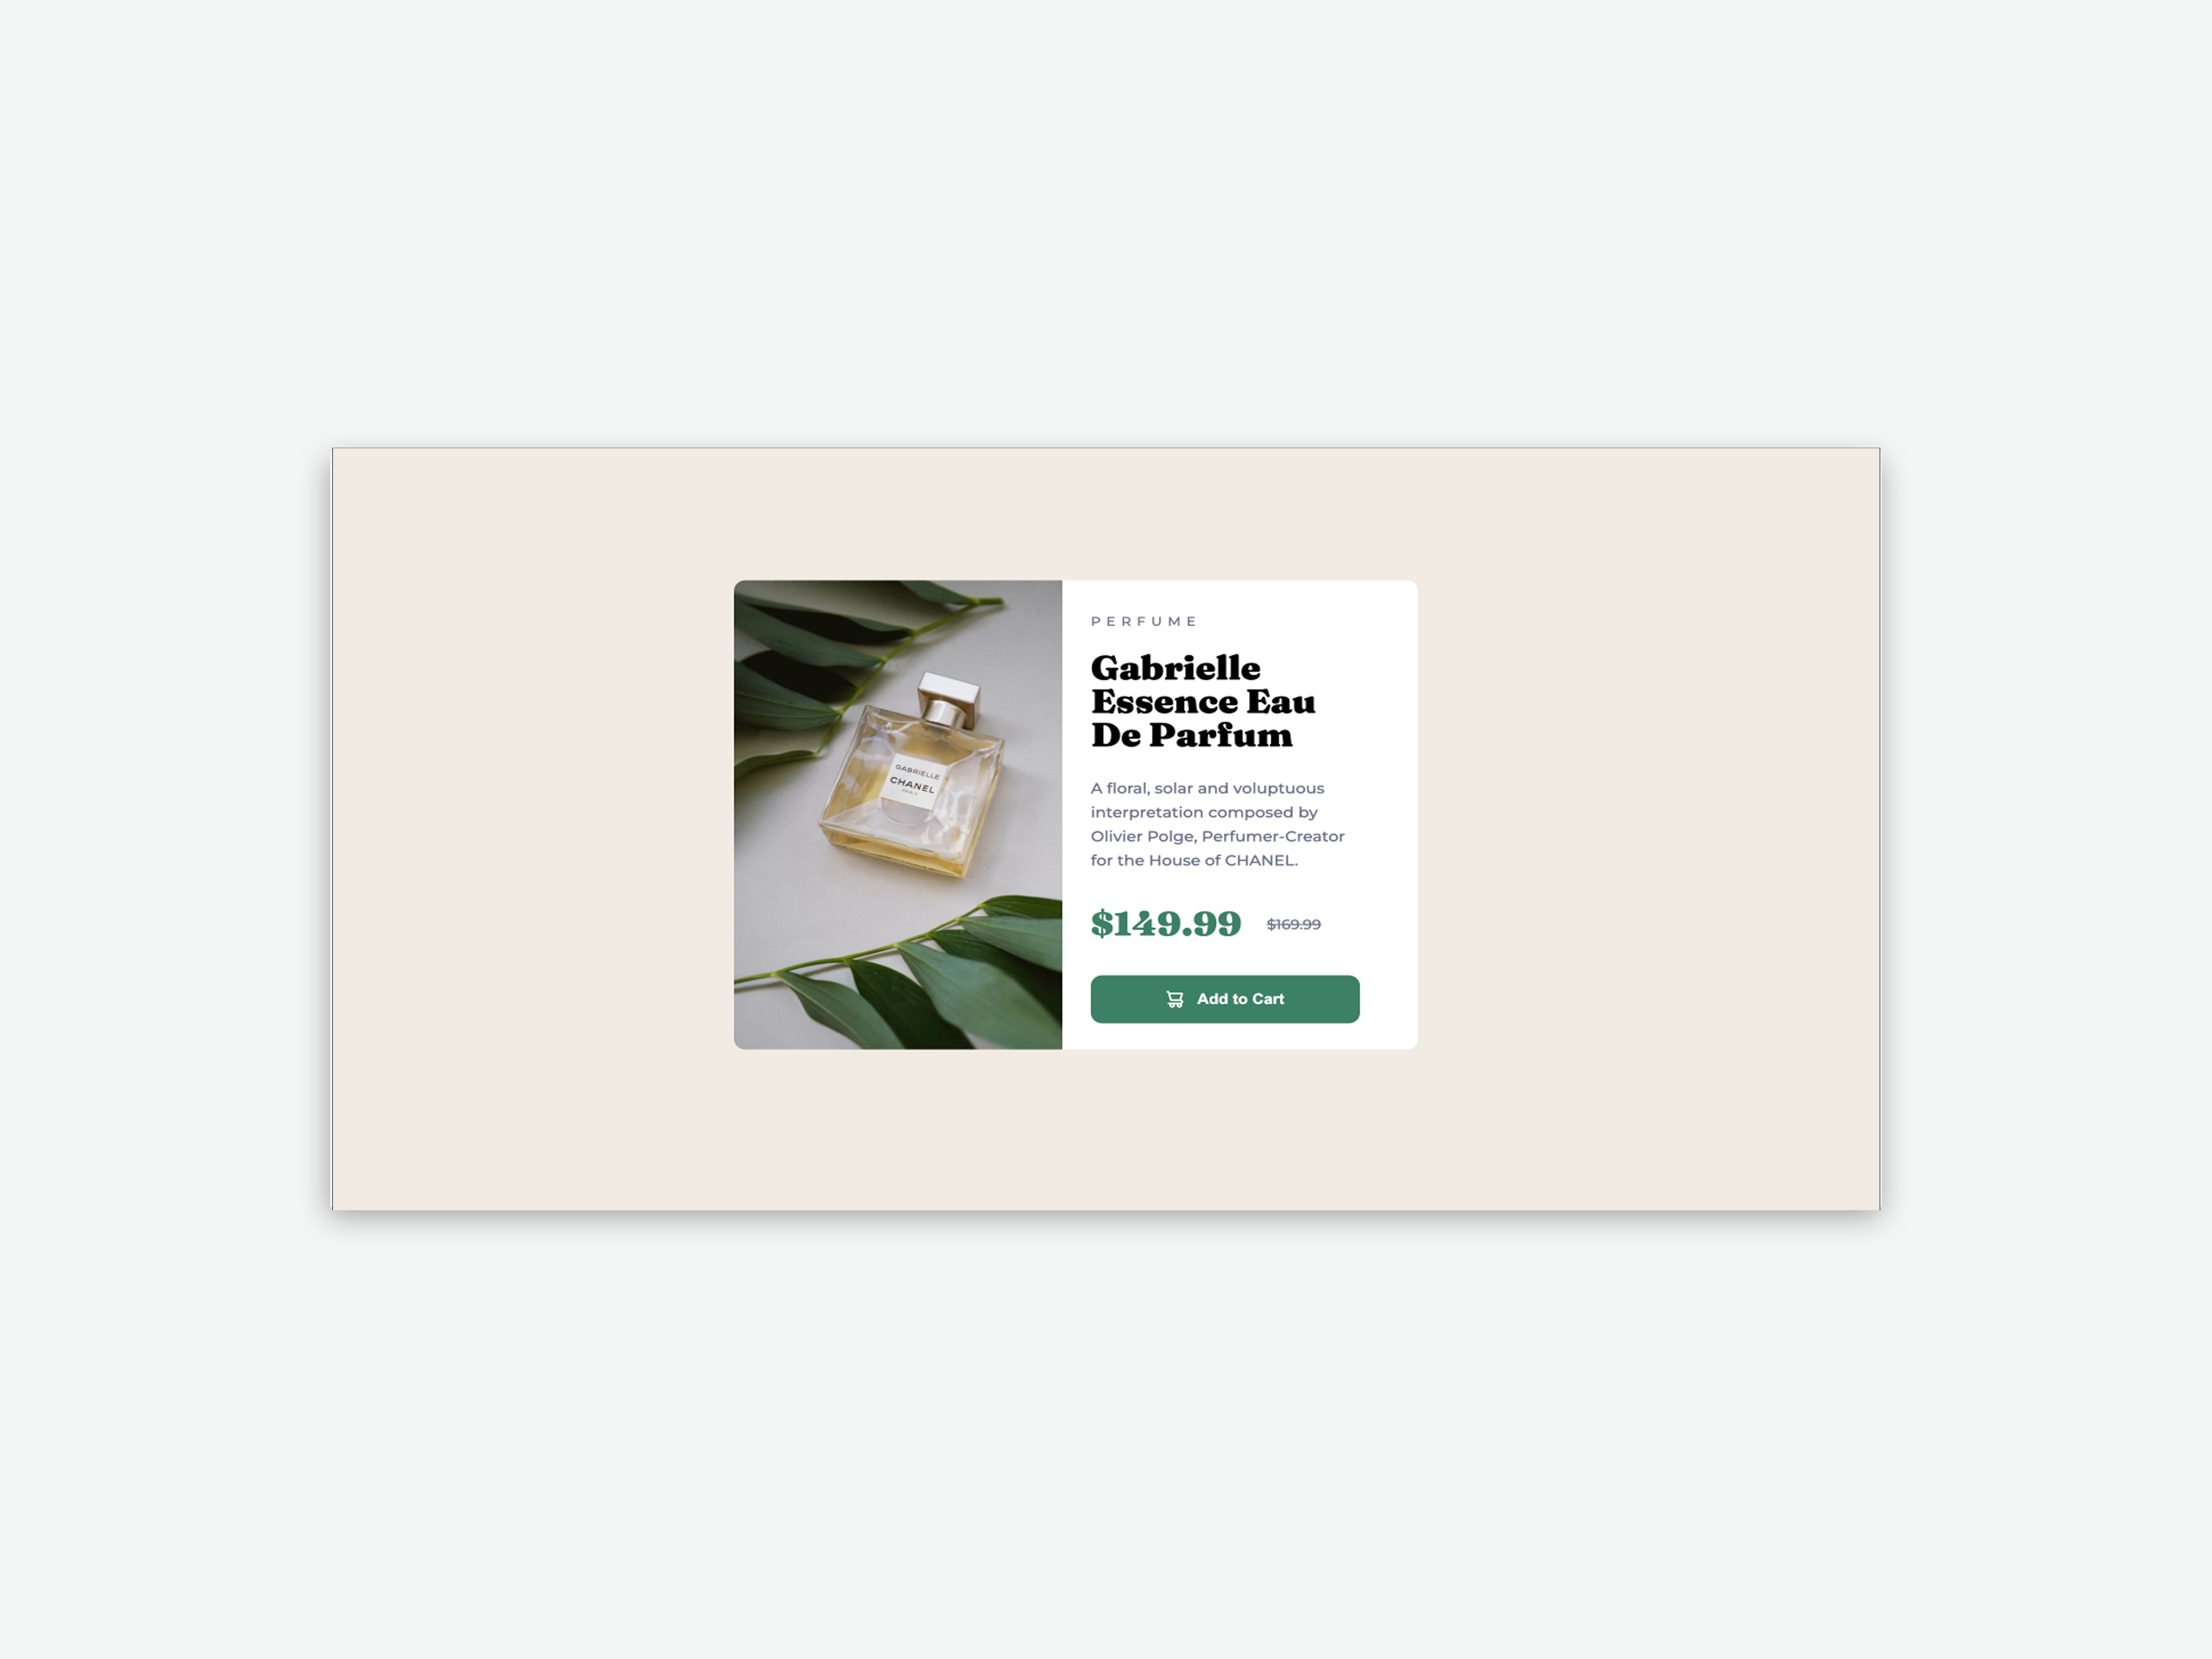 PERFUME
Gabrielle
Essence Eau
De Parfum
A floral, solar and voluptuous
interpretation composed by
Olivier Polge, Perfumer-Creator
for the House of CHANEL.
$149.99 $169.99
Add to Cart
GABRIELLE
CHANEL
PARIS